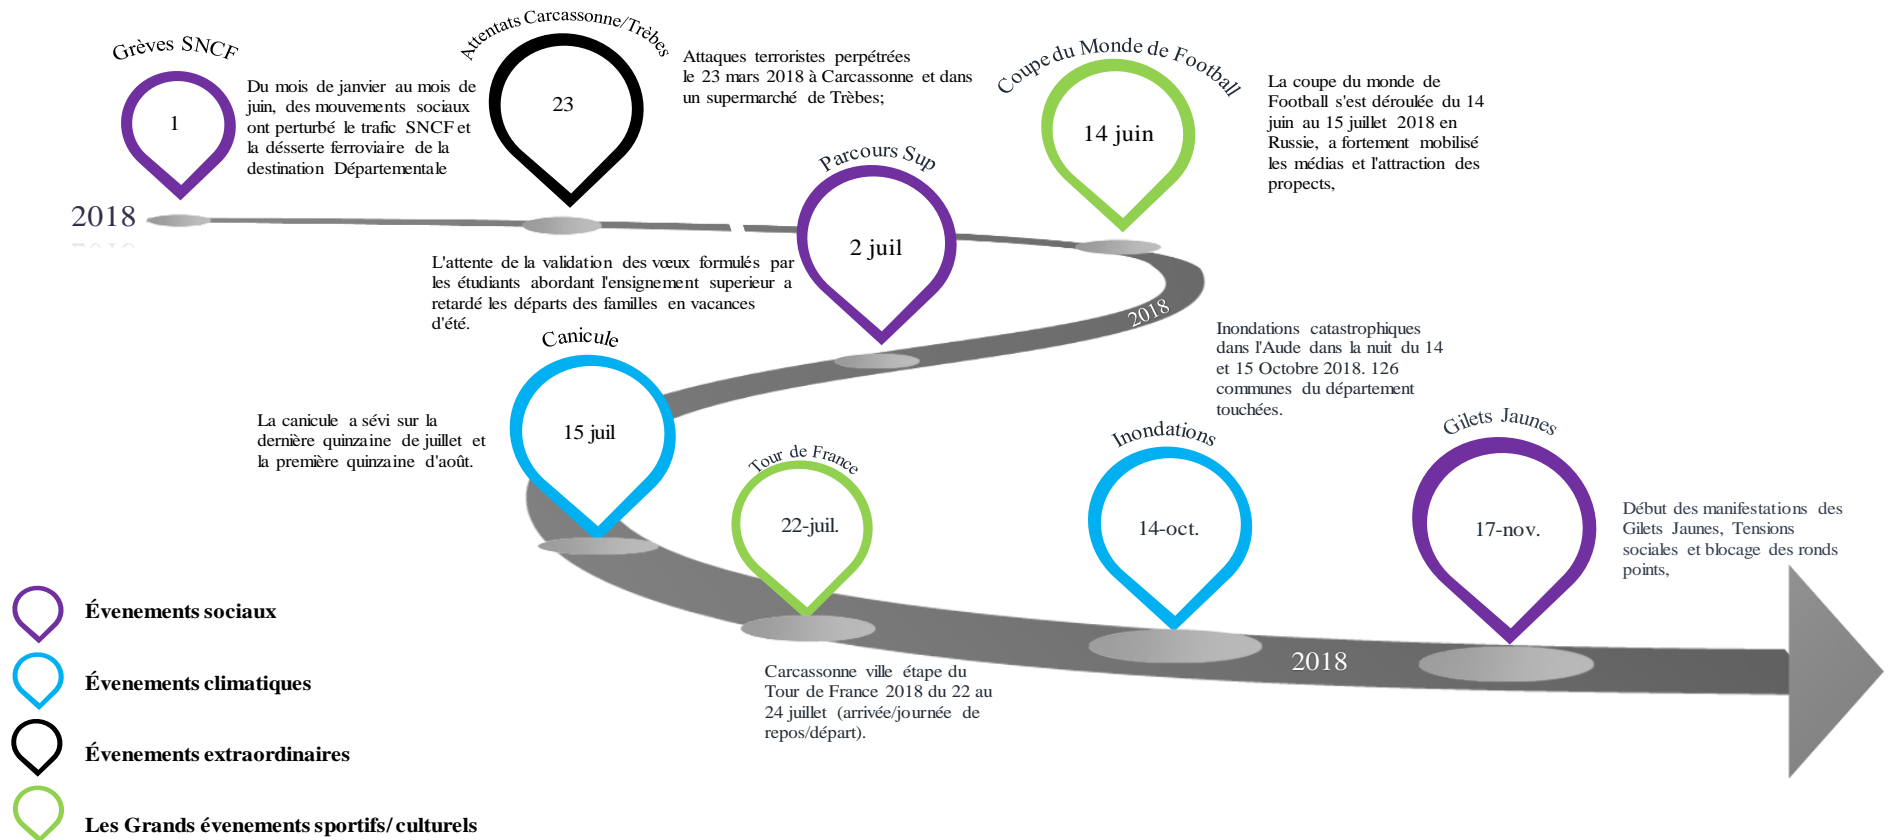 Grèves SNCF
1
Du mois de janvier au mois de
juin, des mouvements sociaux
ont perturbé le trafic SNCF et
la désserte ferroviaire de la
destination Départementale
Attentats Carcassonne/Trèbes
23
Attaques terroristes perpétrées
le 23 mars 2018 à Carcassonne et dans
un supermarché de Trèbes;
Coupe du Monde de Football
14 juin
La coupe du monde de
Football s'est déroulée du 14
juin au 15 juillet 2018 en
Russie, a fortement mobilisé
les médias et l'attraction des
propects,
2018
Parcours Sup
2 juil
L'attente de la validation des vœux formulés par
les étudiants abordant l'ensignement superieur a
retardé les départs des familles en vacances
d'été.
2018
Canicule
15 juil
La canicule a sévi sur la
dernière quinzaine de juillet et
la première quinzaine d'août.
Tour de France
22-juil.
Carcassonne ville étape du
Tour de France 2018 du 22 au
24 juillet (arrivée/journée de
repos/départ).
Inondations catastrophiques
dans l'Aude dans la nuit du 14
et 15 Octobre 2018. 126
communes du département
touchées.
Inondations
14-oct.
Gilets Jaunes
17-nov.
Début des manifestations des
Gilets Jaunes, Tensions
sociales et blocage des ronds
points,
2018
Évenements sociaux
Évenements climatiques
Évenements extraordinaires
Les Grands évenements sportifs/ culturels